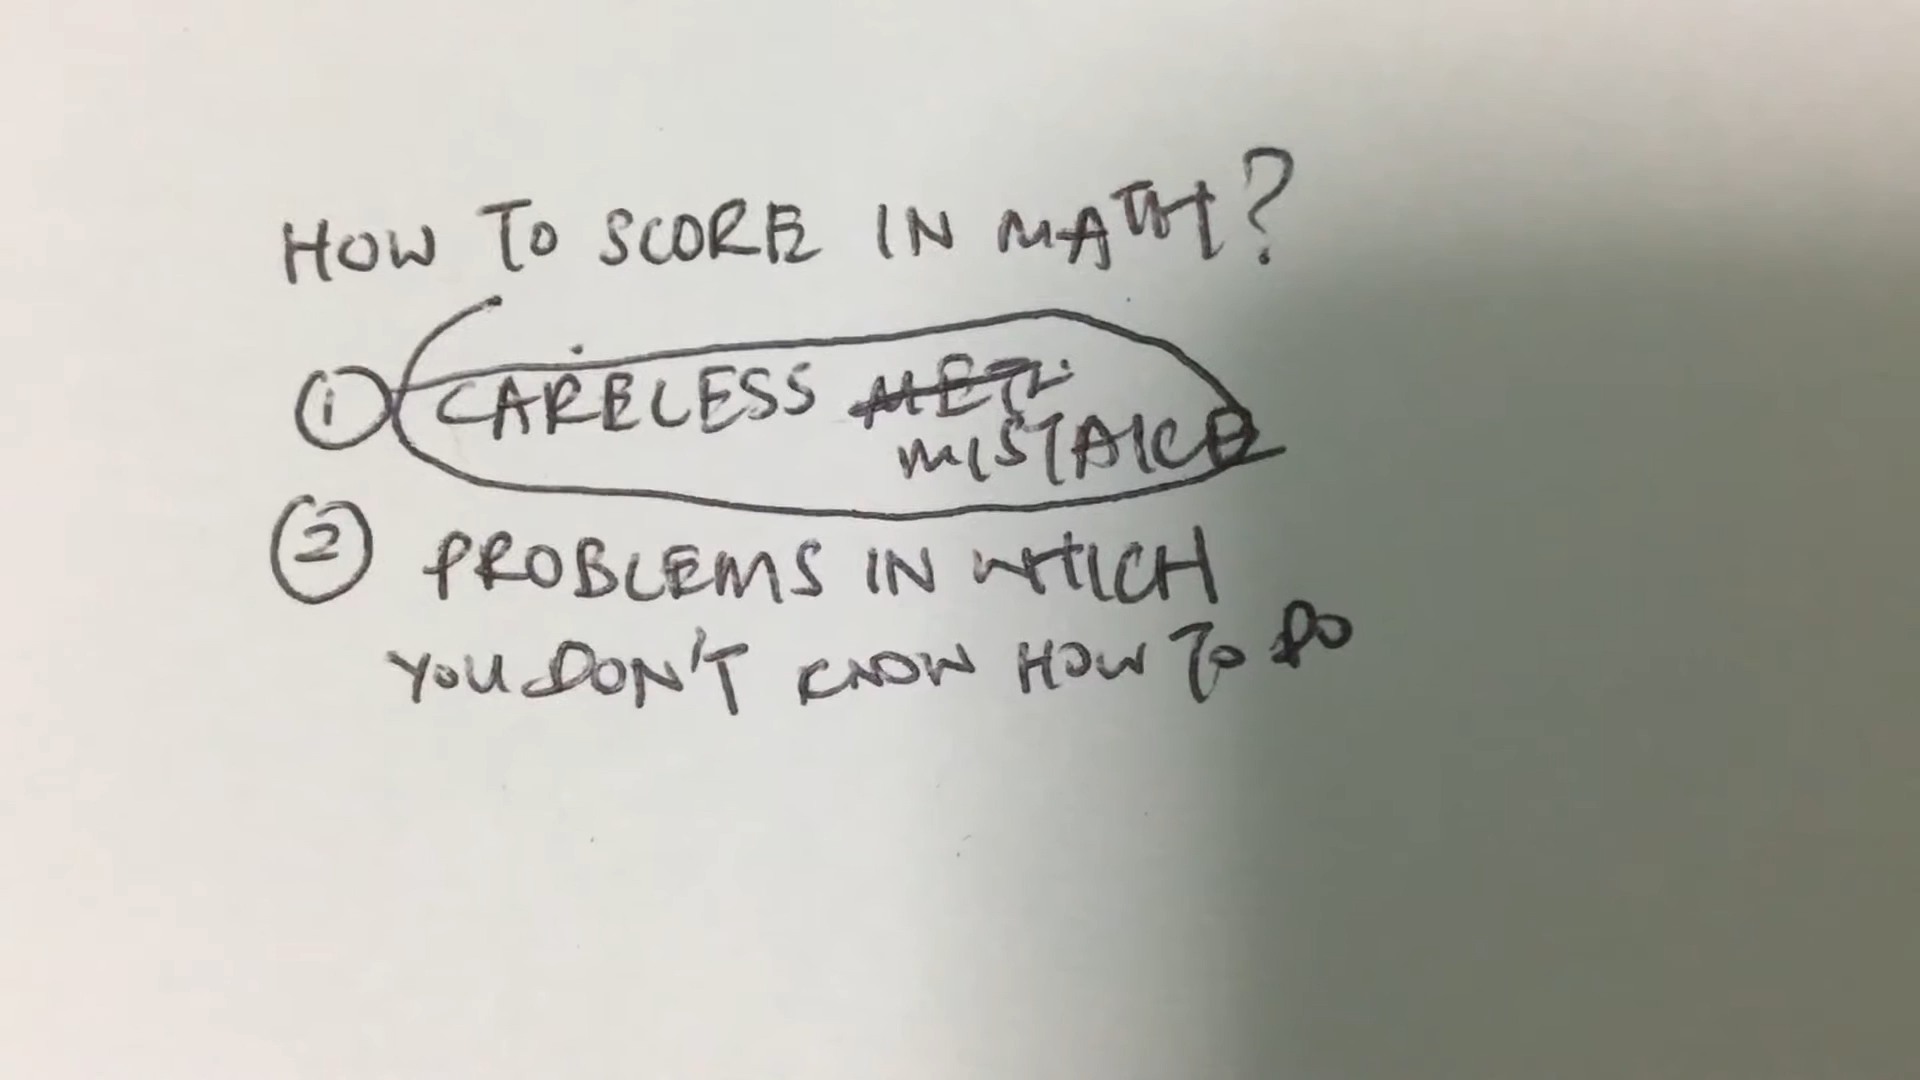 HOW TO SCORE IN MATH?
① CARELESS
MISTAKE
② PROBLEMS IN WHICH
YOU DON'T KNOW HOW TO DO